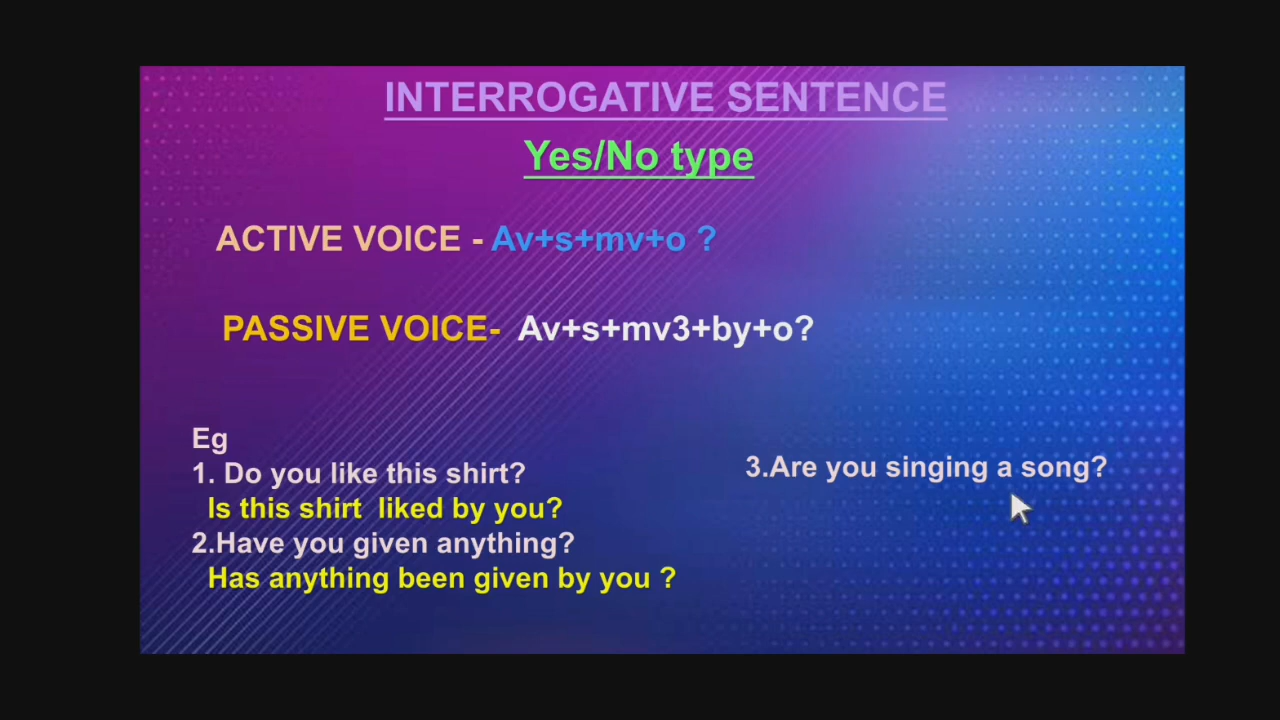 INTERROGATIVE SENTENCE
Yes/No type
ACTIVE VOICE - Av+s+mv+o ?
PASSIVE VOICE- Av+s+mv3+by+o?
Eg
1. Do you like this shirt?
Is this shirt liked by you?
2.Have you given anything?
Has anything been given by you ?
3.Are you singing a song?